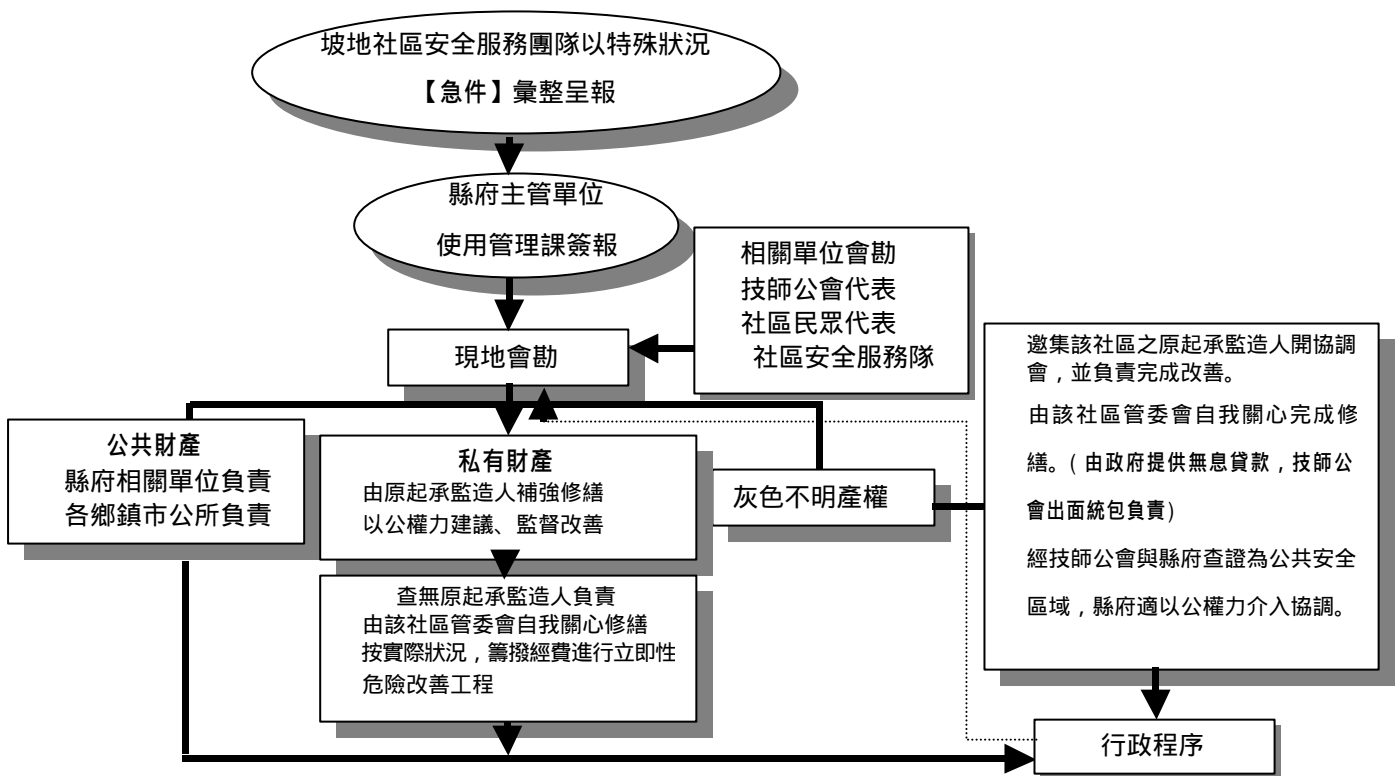 坡地社區安全服務團隊以特殊狀況
【急件】彙整呈報
縣府主管單位
使用管理課簽報
相關單位會勘
技師公會代表
社區民眾代表
社區安全服務隊
現地會勘
公共財產
縣府相關單位負責
各鄉鎮市公所負責
私有財產
由原起承監造人補強修繕
以公權力建議、監督改善
灰色不明產權
邀集該社區之原起承監造人開協調
會，並負責完成改善。
由該社區管委會自我關心完成修
繕。(由政府提供無息貸款，技師公
會出面統包負責)
經技師公會與縣府查證為公共安全
區域，縣府適以公權力介入協調。
查無原起承監造人負責
由該社區管委會自我關心修繕
按實際狀況，籌撥經費進行立即性
危險改善工程
行政程序